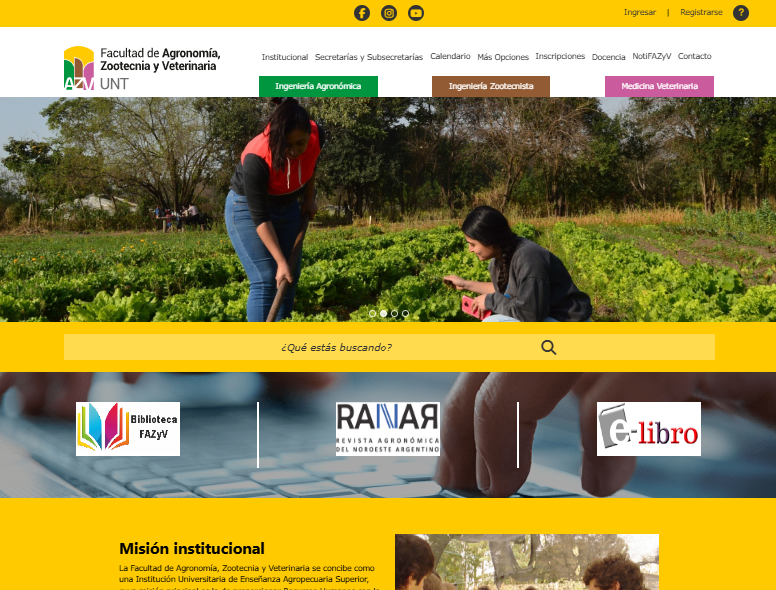 Ingresar | Registrarse ?
Facultad de Agronomía,
Zootecnia y Veterinaria
AZV UNT
Institucional Secretarías y Subsecretarías Calendario Más Opciones Inscripciones Docencia NotiFAZyV Contacto
Ingeniería Agronómica Ingeniería Zootecnista Medicina Veterinaria
¿Qué estás buscando?
Biblioteca
FAZyV
RANAR
REVISTA AGRONÓMICA
DEL NOROESTE ARGENTINO
e-libro
Misión institucional
La Facultad de Agronomía, Zootecnia y Veterinaria se concibe como
una Institución Universitaria de Enseñanza Agropecuaria Superior,